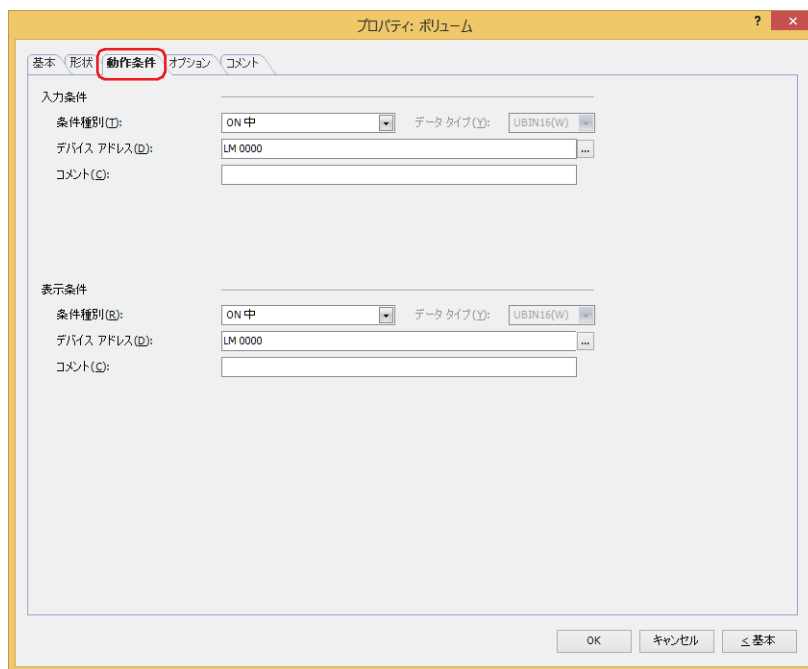 プロパティ: ボリューム
?
×
基本 形状 動作条件 オプション コメント
入力条件
条件種別(T): ON 中 データ タイプ(Y): UBIN16(W)
デバイス アドレス(D): LM 0000 ...
コメント(C):
表示条件
条件種別(R): ON 中 データ タイプ(Y): UBIN16(W)
デバイス アドレス(D): LM 0000 ...
コメント(C):
OK キャンセル < 基本